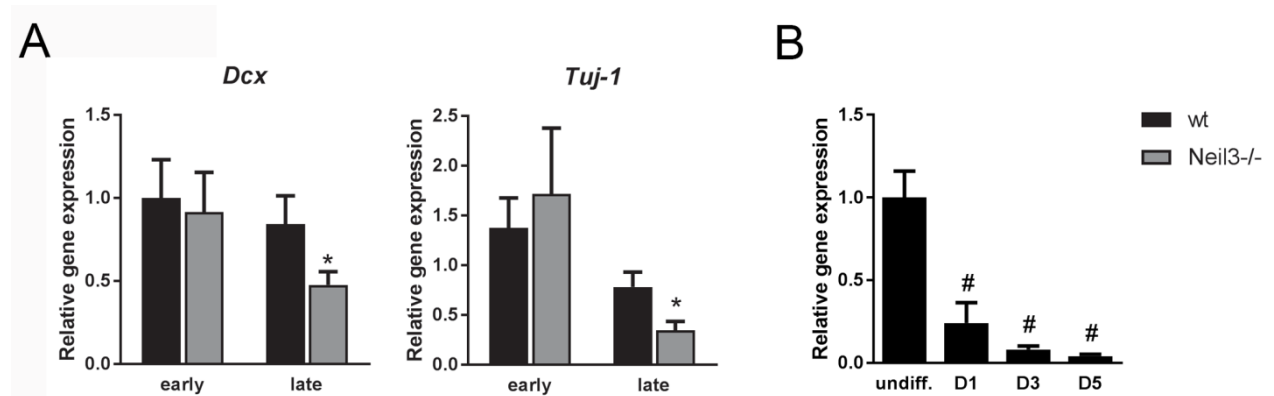 A
B
Dcx
Tuj-1
Relative gene expression
1.5
1.0
0.5
0.0
*
early
late
Relative gene expression
2.5
2.0
1.5
1.0
0.5
0.0
*
early
late
Relative gene expression
1.5
1.0
0.5
0.0
#
#
#
undiff.
D1
D3
D5
wt
Neil3-/-